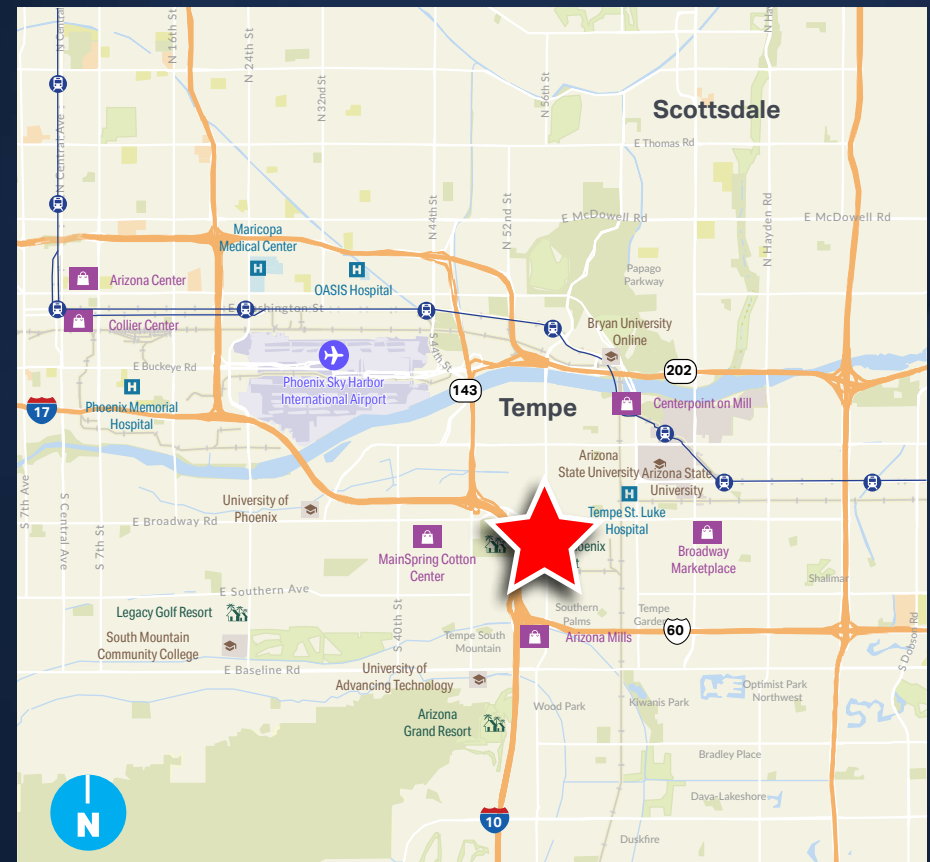 N Central
N 16th St
N 24th St
N 32nd St
N 56th St
N Ha
Scottsdale
N Central Ave
E Thomas Rd
N 44th St
N 52nd St
N Hayden Rd
E McDowell Rd
E McDowell Rd
Maricopa
Medical Center
H
H
OASIS Hospital
Papago
Parkway
Arizona Center
Collier Center
Bryan University
Online
S 44th St
E Buckeye Rd
202
Phoenix Sky Harbor
International Airport
143
Tempe
Centerpoint on Mill
H
Phoenix Memorial
Hospital
17
Arizona
State University
Arizona State
University
H
Tempe St. Luke
Hospital
S 7th Ave
S Central Ave
S 7th St
E Broadway Rd
University of
Phoenix
MainSpring Cotton
Center
oenix
Broadway
Marketplace
Shalimar
E Southern Ave
S 40th St
Legacy Golf Resort
South Mountain
Community College
Southern
Palms
Tempe
Tempe South
Mountain
Arizona Mills
60
S Dobson Rd
E Baseline Rd
University of
Advancing Technology
Optimist Park
Northwest
Wood Park
Kiwanis Park
Arizona
Grand Resort
Bradley Place
Dava-Lakeshore
10
Duskfire
N